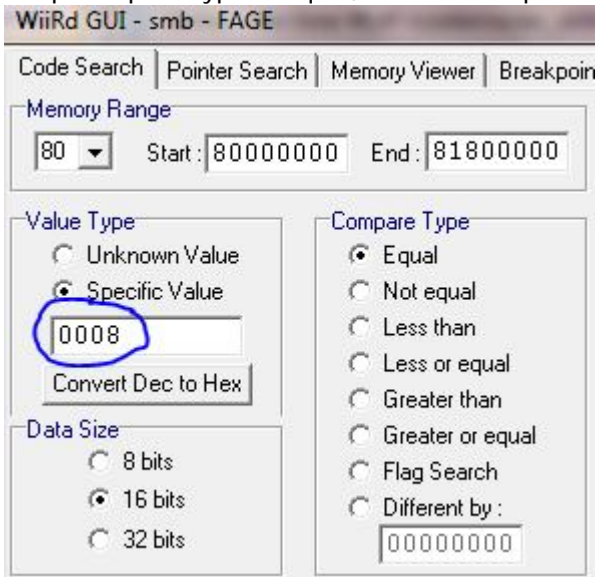 WiiRd GUI - smb - FAGE
Code Search Pointer Search Memory Viewer Breakpoin
Memory Range
80 Start : 80000000 End : 81800000
Value Type
Unknown Value
Specific Value
0008
Convert Dec to Hex
Data Size
8 bits
16 bits
32 bits
Compare Type
Equal
Not equal
Less than
Less or equal
Greater than
Greater or equal
Flag Search
Different by :
00000000